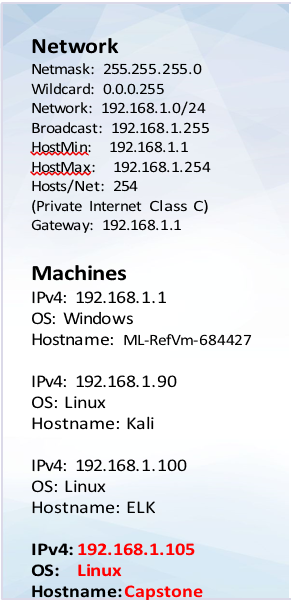 Network
Netmask: 255.255.255.0
Wildcard: 0.0.0.255
Network: 192.168.1.0/24
Broadcast: 192.168.1.255
HostMin: 192.168.1.1
HostMax: 192.168.1.254
Hosts/Net: 254
(Private Internet Class C)
Gateway: 192.168.1.1
Machines
IPv4: 192.168.1.1
OS: Windows
Hostname: ML-RefVm-684427
IPv4: 192.168.1.90
OS: Linux
Hostname: Kali
IPv4: 192.168.1.100
OS: Linux
Hostname: ELK
IPv4: 192.168.1.105
OS: Linux
Hostname: Capstone